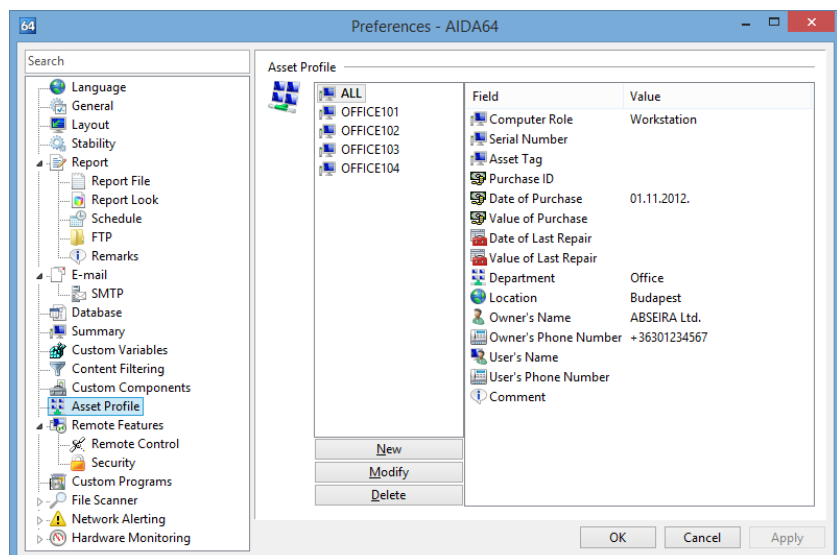 64 Preferences - AIDA64
Search
Language
General
Layout
Stability
Report
Report File
Report Look
Schedule
FTP
Remarks
E-mail
SMTP
Database
Summary
Custom Variables
Content Filtering
Custom Components
Asset Profile
Remote Features
Remote Control
Security
Custom Programs
File Scanner
Network Alerting
Hardware Monitoring
Asset Profile
ALL
OFFICE101
OFFICE102
OFFICE103
OFFICE104
New
Modify
Delete
Field Value
Computer Role Workstation
Serial Number
Asset Tag
Purchase ID
Date of Purchase 01.11.2012.
Value of Purchase
Date of Last Repair
Value of Last Repair
Department Office
Location Budapest
Owner's Name ABSEIRA Ltd.
Owner's Phone Number +36301234567
User's Name
User's Phone Number
Comment
OK Cancel Apply